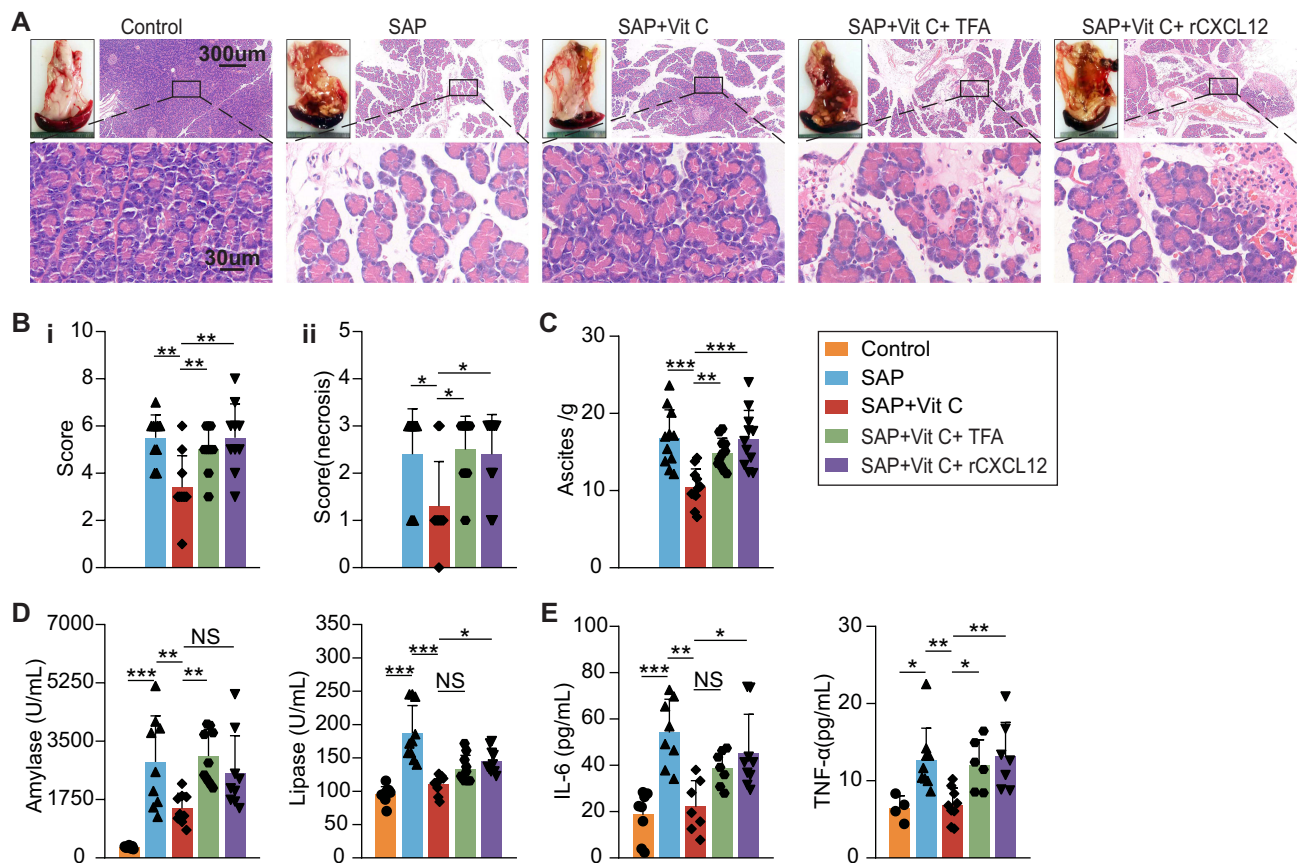 A
Control
SAP
SAP+Vit C
SAP+Vit C+ TFA
SAP+Vit C+ rCXCL12
300um
30um
B
i
Score
10
8
6
4
2
0
**
**
**
ii
Score(necrosis)
5
4
3
2
1
0
*
*
*
C
Ascites /g
30
20
10
0
***
**
***
Control
SAP
SAP+Vit C
SAP+Vit C+ TFA
SAP+Vit C+ rCXCL12
D
Amylase (U/mL)
7000
5250
3500
1750
0
***
**
**
NS
Lipase (U/mL)
350
300
250
200
150
100
50
0
***
***
NS
*
E
IL-6 (pg/mL)
100
80
60
40
20
0
***
**
NS
*
TNF-α(pg/mL)
30
20
10
0
*
**
*
**